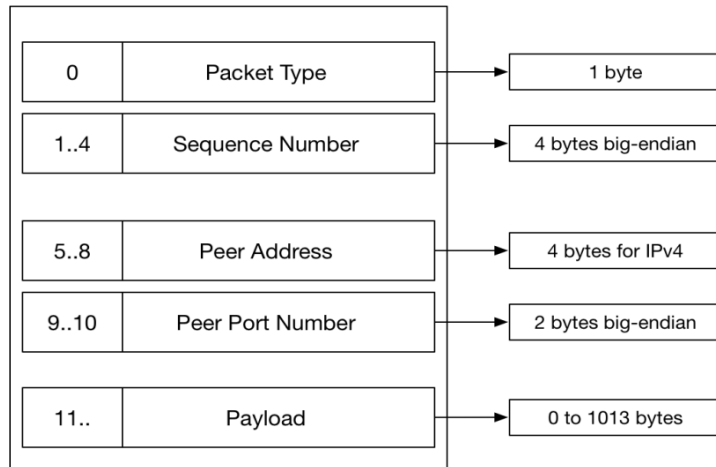 0 Packet Type 1 byte
1..4 Sequence Number 4 bytes big-endian
5..8 Peer Address 4 bytes for IPv4
9..10 Peer Port Number 2 bytes big-endian
11.. Payload 0 to 1013 bytes